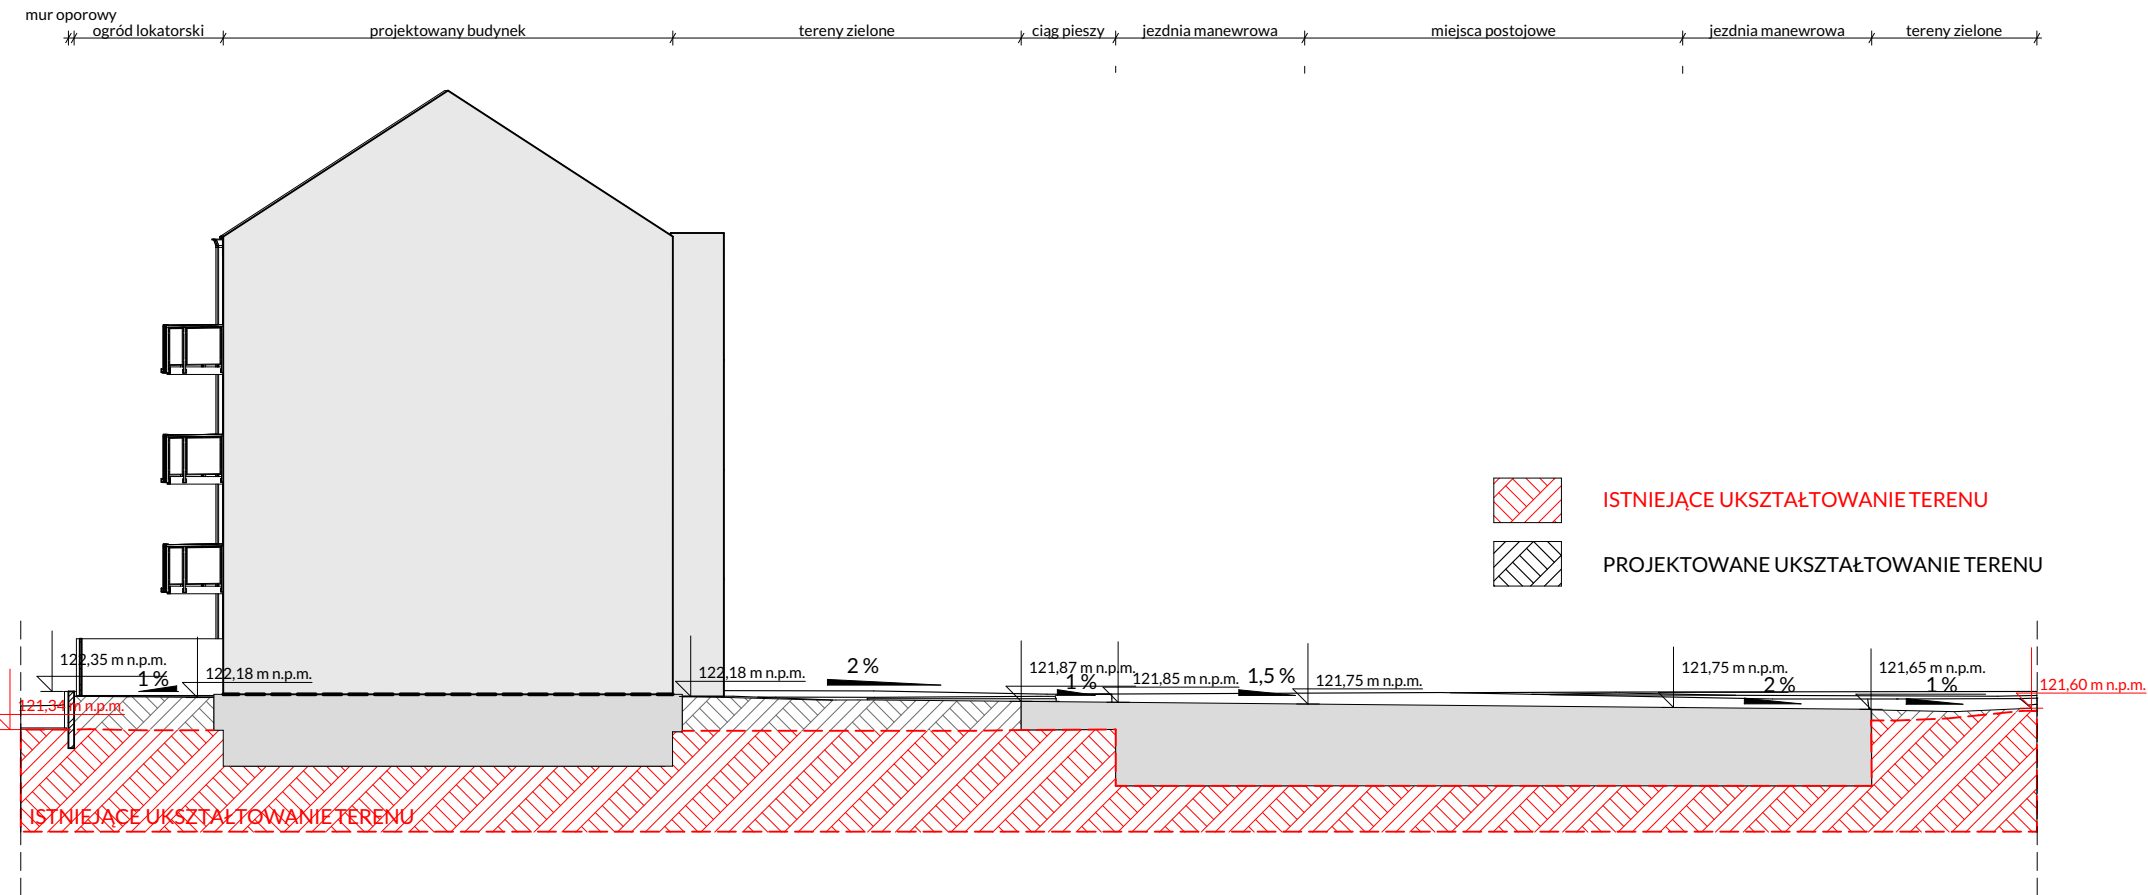 mur oporowy
ogród lokatorski
projektowany budynek
tereny zielone
ciąg pieszy
jezdnia manewrowa
miejsca postojowe
jezdnia manewrowa
tereny zielone
ISTNIEJĄCE UKSZTAŁTOWANIE TERENU
PROJEKTOWANE UKSZTAŁTOWANIE TERENU
122,35 m n.p.m.
1 %
122,18 m n.p.m.
122,18 m n.p.m.
2 %
121,87 m n.p.m.
1 %
121,85 m n.p.m.
1,5 %
121,75 m n.p.m.
121,75 m n.p.m.
2 %
121,65 m n.p.m.
1 %
121,60 m n.p.m.
121,34 m n.p.m.
ISTNIEJĄCE UKSZTAŁTOWANIE TERENU